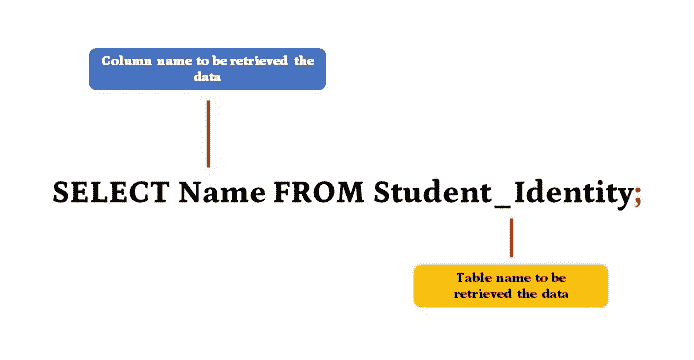 Column name to be retrieved the
data
SELECT Name FROM Student_Identity;
Table name to be
retrieved the data